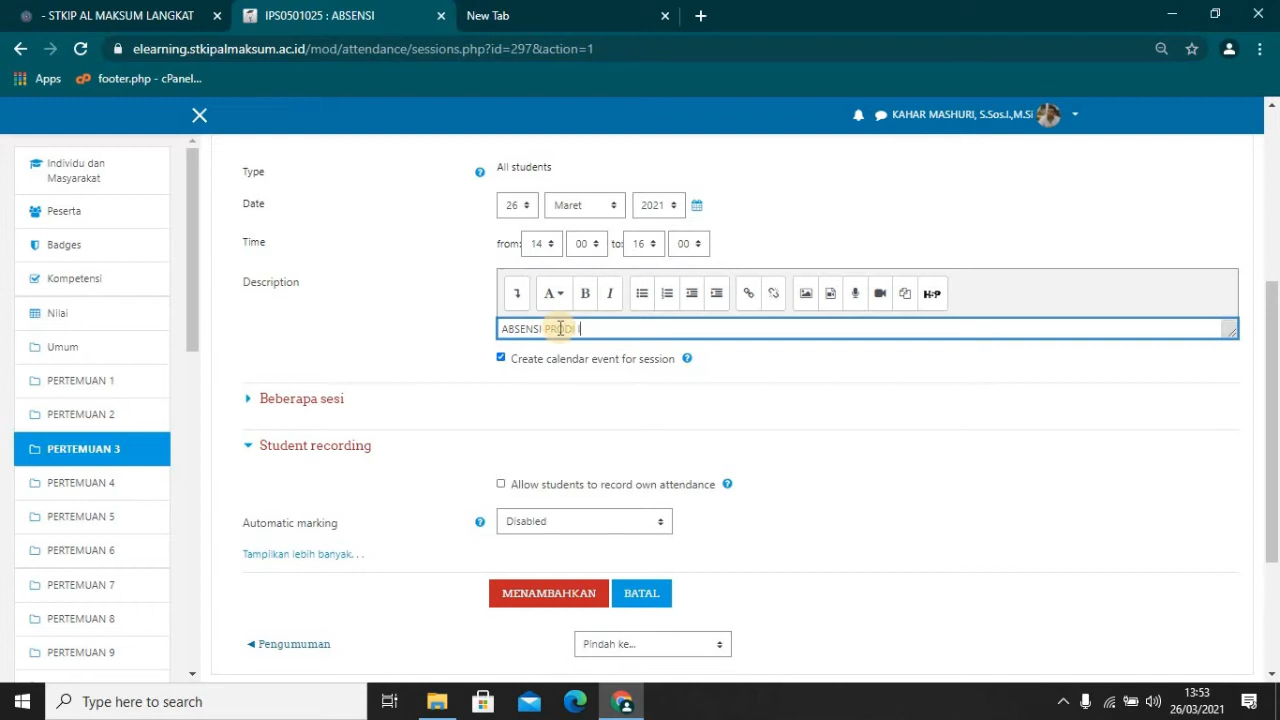 - STKIP AL MAKSUM LANGKAT
IPS0501025 : ABSENSI
New Tab
elearning.stkipalmaksum.ac.id/mod/attendance/sessions.php?id=297&action=1
Apps
footer.php - cPanel...
KAHAR MASHURI, S.Sos.I.,M.Si
Individu dan
Masyarakat
Peserta
Badges
Kompetensi
Nilai
Umum
PERTEMUAN 1
PERTEMUAN 2
PERTEMUAN 3
PERTEMUAN 4
PERTEMUAN 5
PERTEMUAN 6
PERTEMUAN 7
PERTEMUAN 8
PERTEMUAN 9
Type
All students
Date
26 Maret 2021
Time
from: 14 00 to: 16 00
Description
A B I H-P
ABSENSI PRODI I
Create calendar event for session
Beberapa sesi
Student recording
Allow students to record own attendance
Automatic marking
Disabled
Tampilkan lebih banyak. . .
MENAMBAHKAN BATAL
◄ Pengumuman
Pindah ke...
Type here to search
13:53
26/03/2021